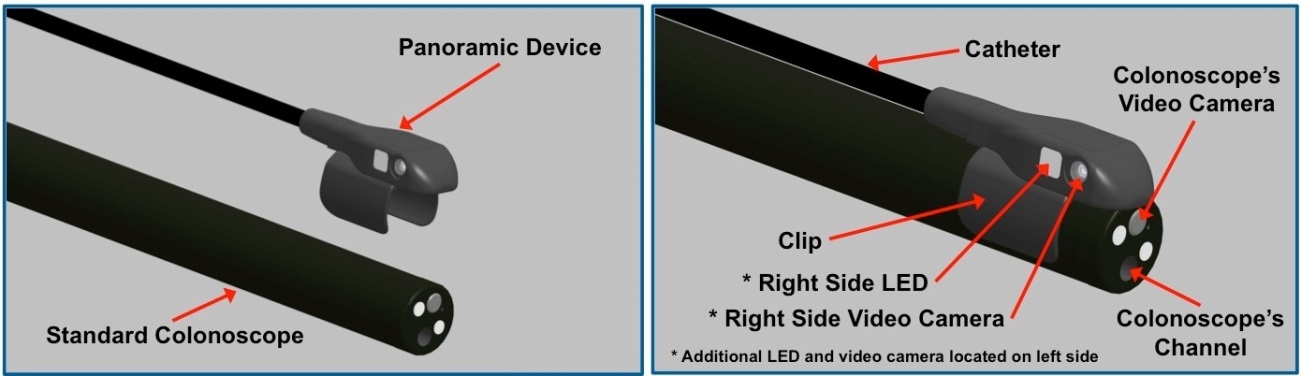 Panoramic Device
Standard Colonoscope
Catheter
Colonoscope's
Video Camera
Clip
* Right Side LED
* Right Side Video Camera
Colonoscope's
Channel
* Additional LED and video camera located on left side